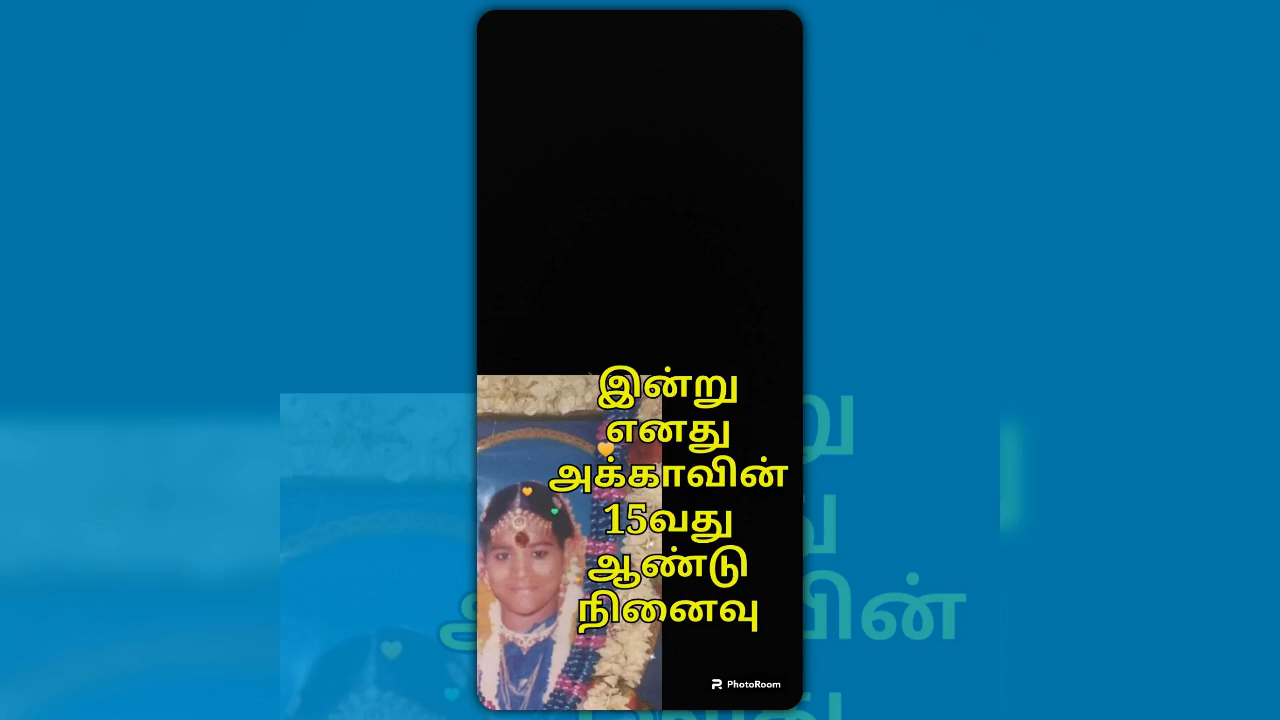 இன்று
எனது
அக்காவின்
15வது
ஆண்டு
நினைவு
PhotoRoom